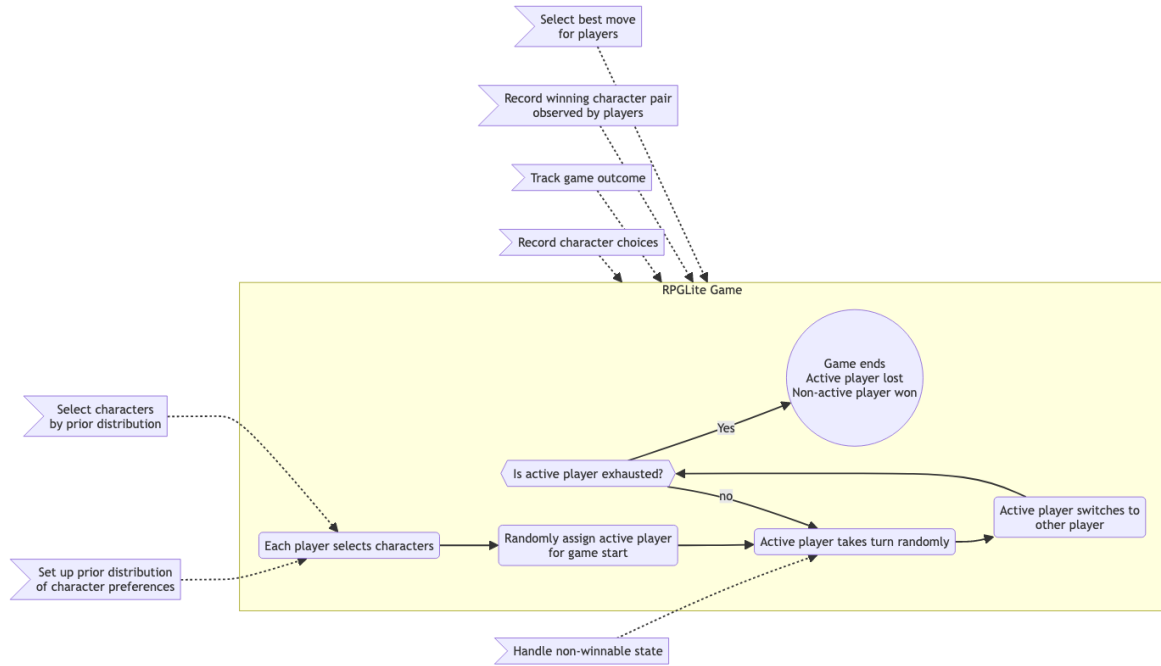 Select best move
for players
Record winning character pair
observed by players
Track game outcome
Record character choices
RPGLite Game
Game ends
Active player lost
Non-active player won
Select characters
by prior distribution
Yes
Is active player exhausted?
no
Active player switches to
other player
Each player selects characters
Randomly assign active player
for game start
Active player takes turn randomly
Set up prior distribution
of character preferences
Handle non-winnable state